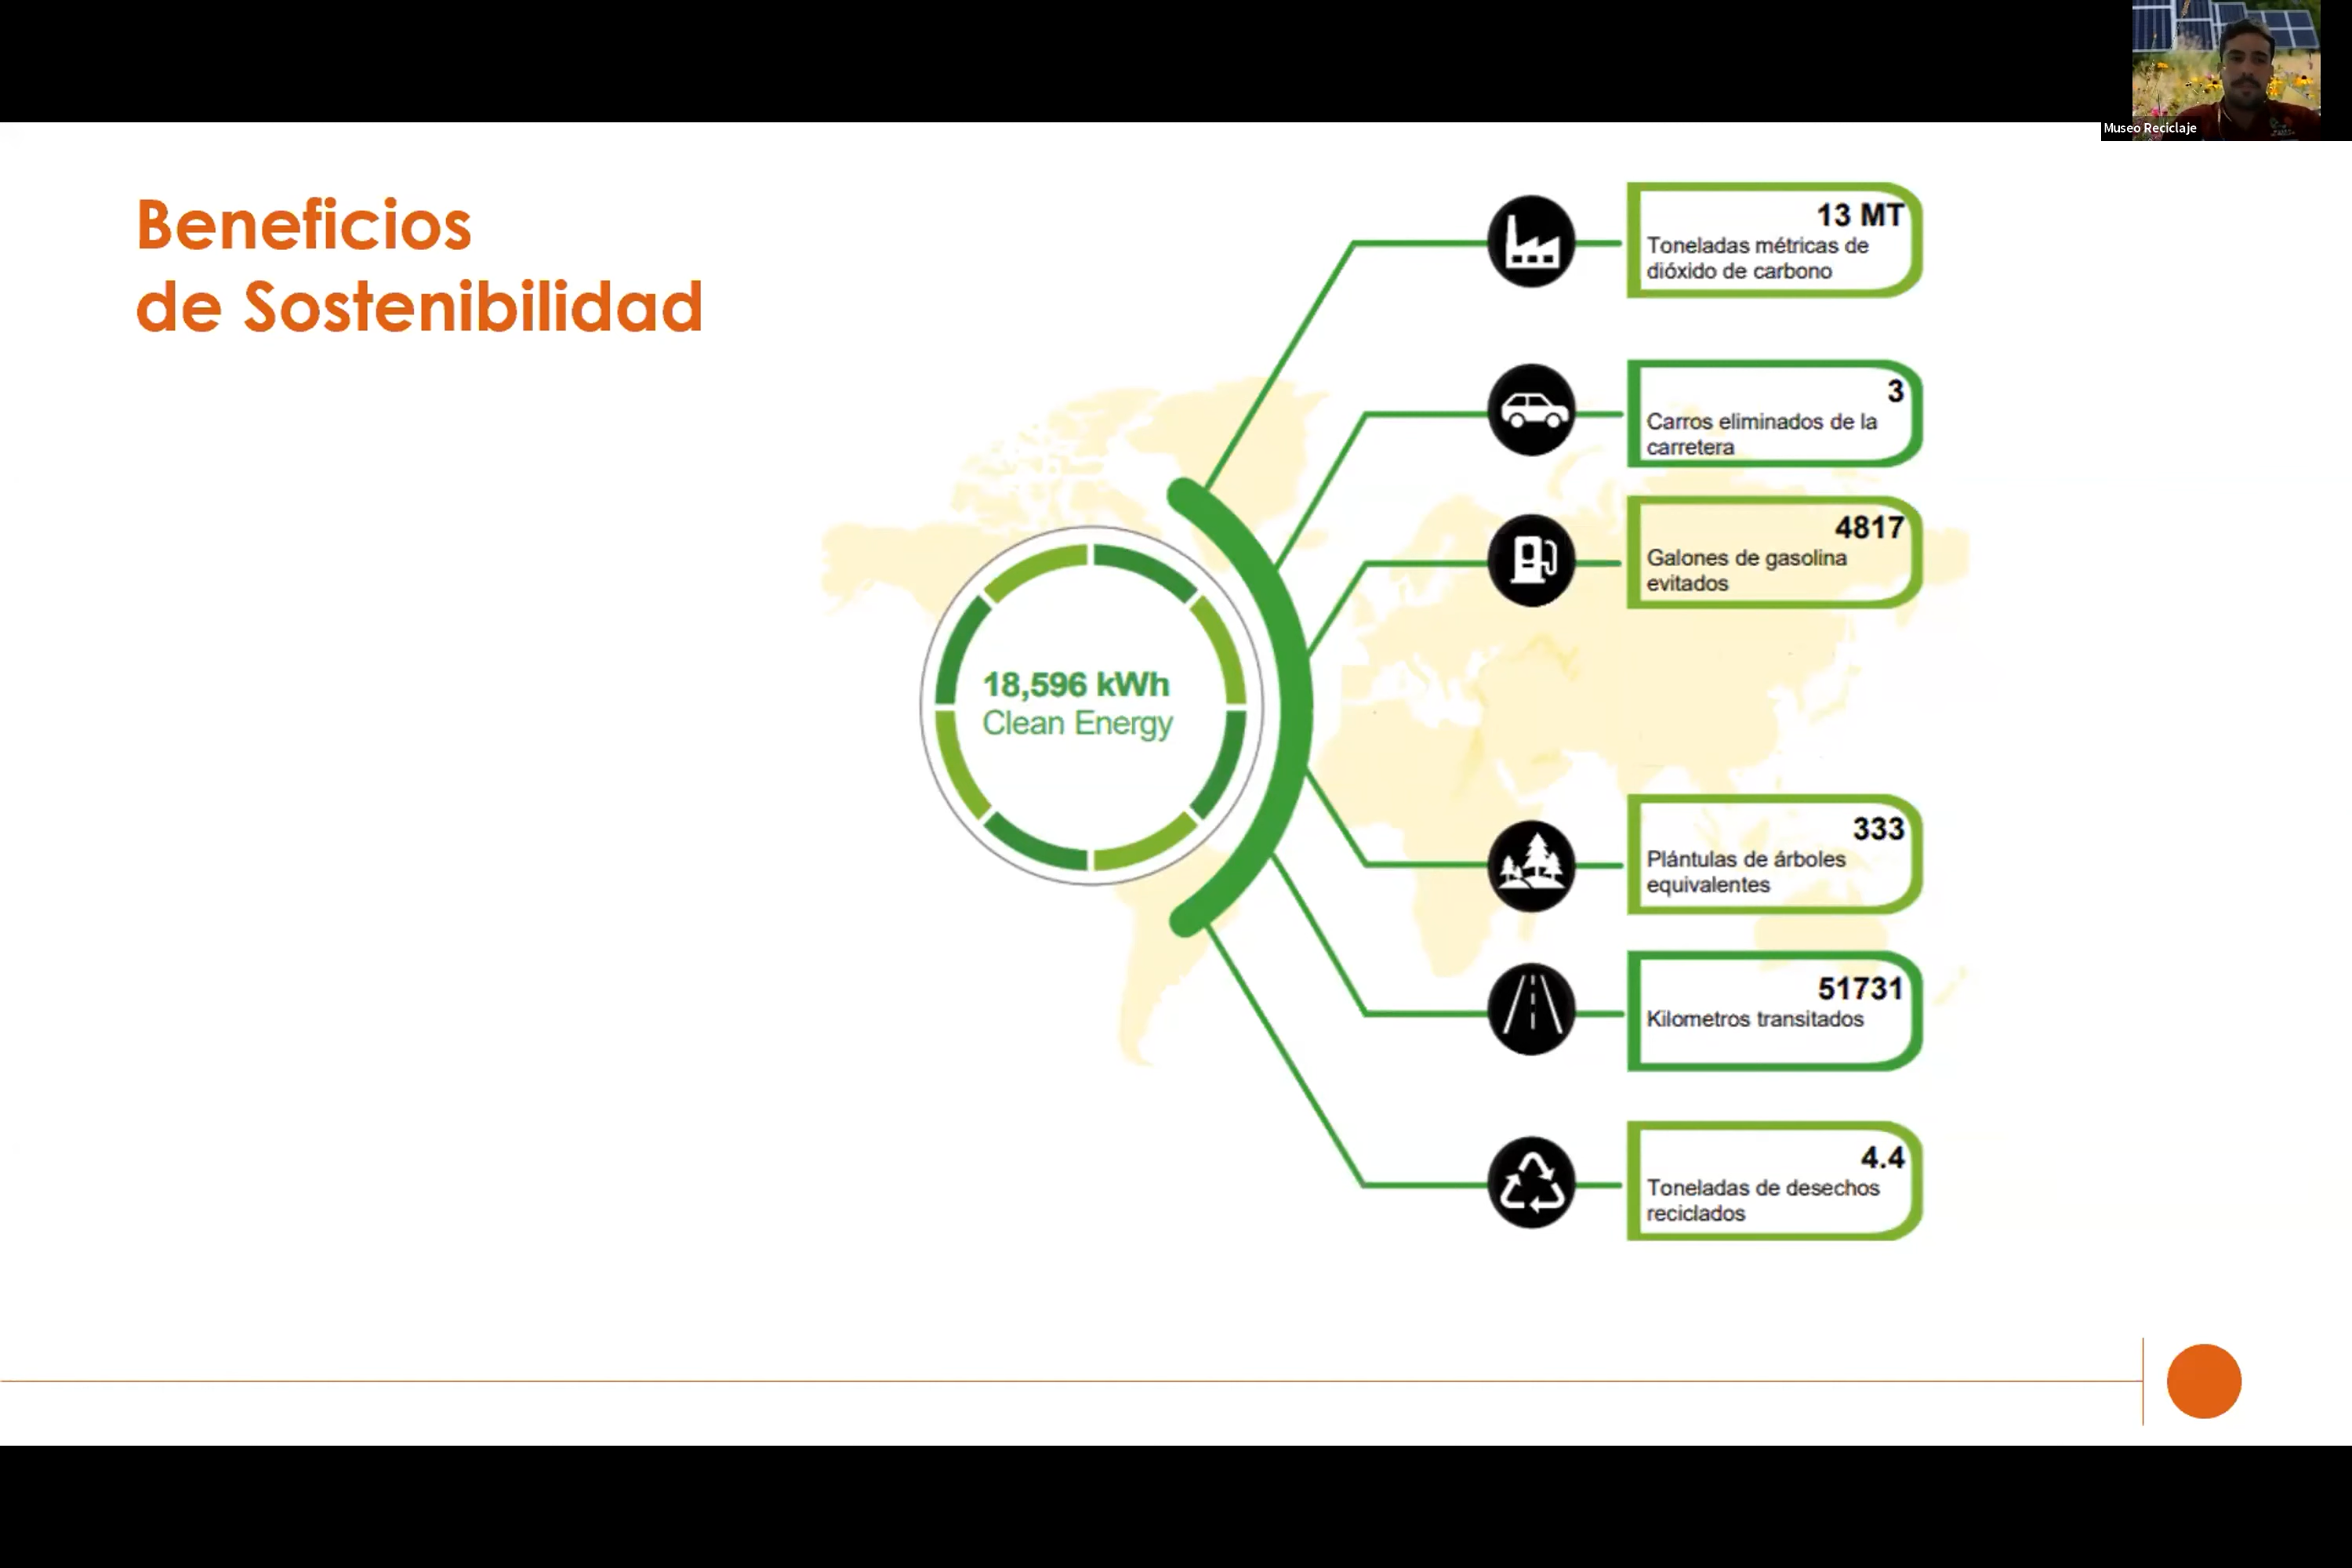 Museo Reciclaje
Beneficios
de Sostenibilidad
18,596 kWh
Clean Energy
13 MT
Toneladas métricas de
dióxido de carbono
3
Carros eliminados de la
carretera
4817
Galones de gasolina
evitados
333
Plántulas de árboles
equivalentes
51731
Kilometros transitados
4.4
Toneladas de desechos
reciclados